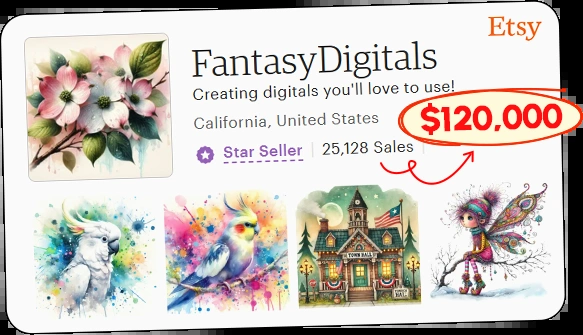 Etsy
FantasyDigitals
Creating digitals you'll love to use!
California, United States
$120,000
Star Seller
25,128 Sales
TOWN HALL